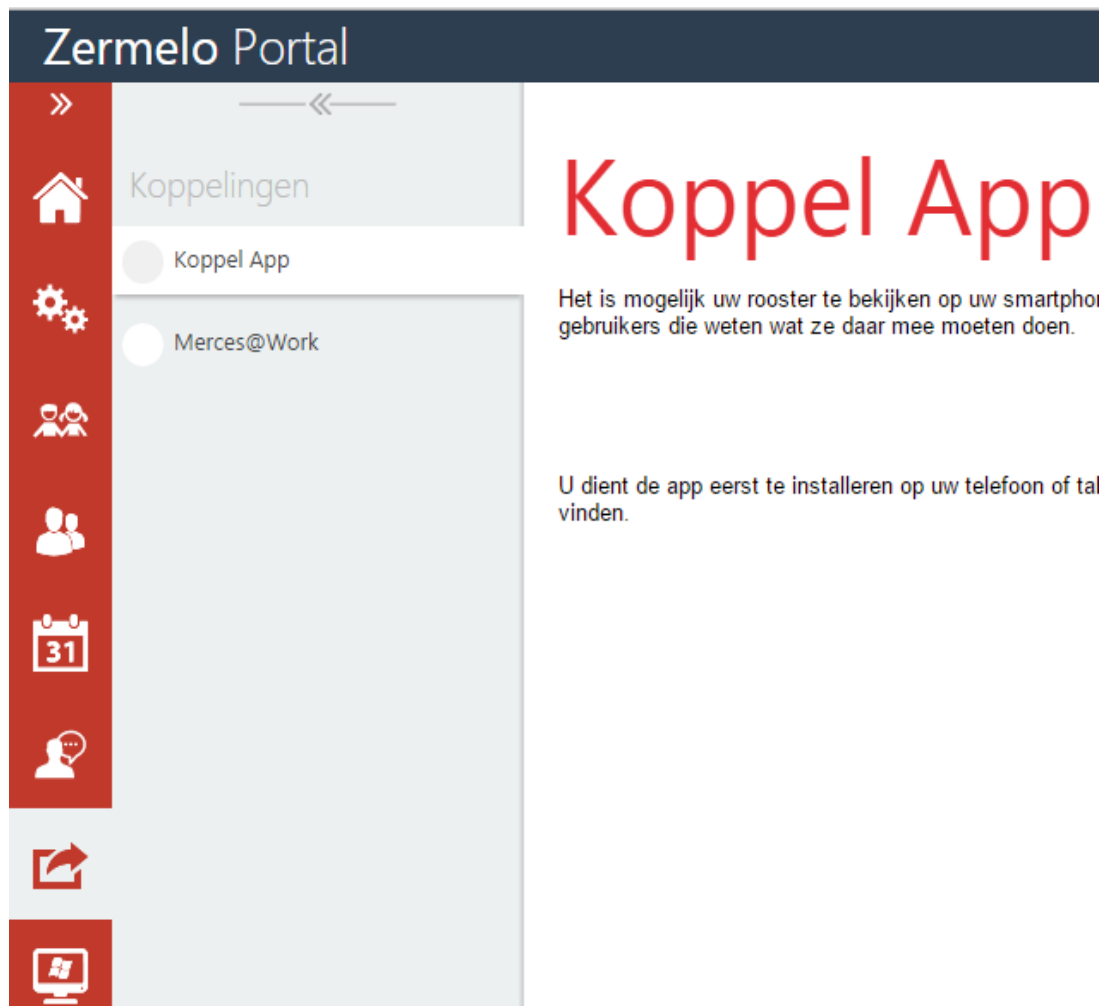 Zermelo Portal
Koppelingen
Koppel App
Merces@Work
31
Koppel App
Het is mogelijk uw rooster te bekijken op uw
gebruikers die weten wat ze daar mee moeten doen.
U dient de app eerst te installeren op uw telefoon of
vinden.